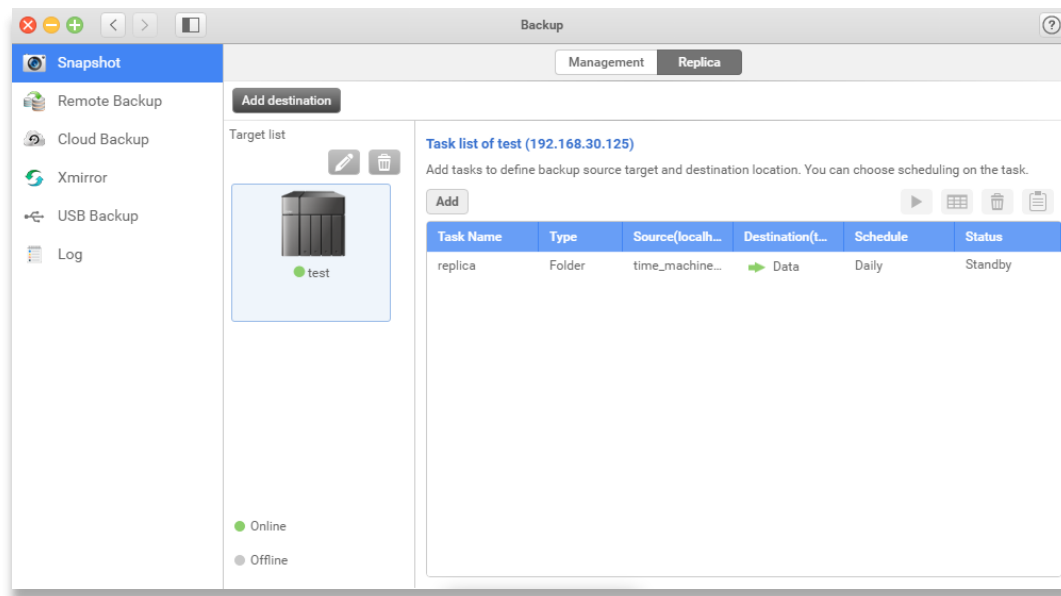 Backup
?
Snapshot
Remote Backup
Cloud Backup
Xmirror
USB Backup
Log
Management Replica
Add destination
Target list
test
Online
Offline
Task list of test (192.168.30.125)
Add tasks to define backup source target and destination location. You can choose scheduling on the task.
Add
Task Name Type Source(localh... Destination(t... Schedule Status
replica Folder time_machine... Data Daily Standby